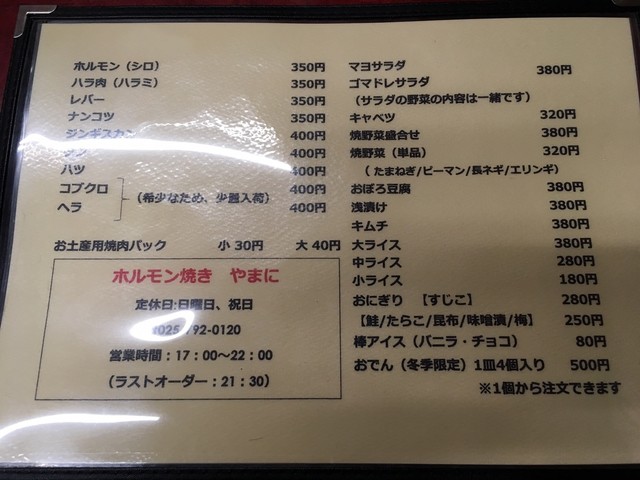 ホルモン（シロ） 350円
ハラ肉（ハラミ） 350円
レバー 350円
ナンコツ 350円
ジンギスカン 400円
タン 400円
ハツ 400円
コブクロ （希少なため、少量入荷） 400円
ヘラ 400円
お土産用焼肉パック 小 30円 大 40円
ホルモン焼き やまに
定休日:日曜日、祝日
025-792-0120
営業時間：17：00～22：00
（ラストオーダー：21：30）
マヨサラダ 380円
ゴマドレサラダ
（サラダの野菜の内容は一緒です）
キャベツ 320円
焼野菜盛合せ 380円
焼野菜（単品） 320円
（たまねぎ/ピーマン/長ネギ/エリンギ）
おぼろ豆腐 380円
浅漬け 380円
キムチ 380円
大ライス 380円
中ライス 280円
小ライス 180円
おにぎり 【すじこ】 280円
【鮭/たらこ/昆布/味噌漬/梅】 250円
棒アイス（バニラ・チョコ） 80円
おでん（冬季限定）1皿4個入り 500円
※1個から注文できます